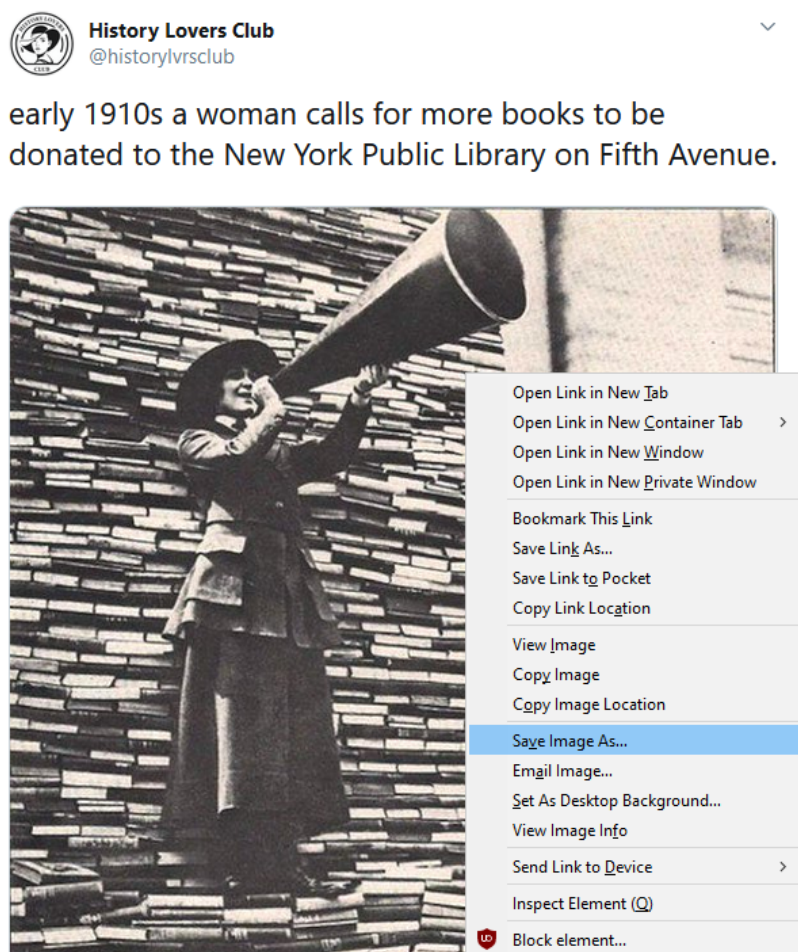 History Lovers Club
@historylvrsclub
early 1910s a woman calls for more books to be
donated to the New York Public Library on Fifth Avenue.
Open Link in New Tab
Open Link in New Container Tab
Open Link in New Window
Open Link in New Private Window
Bookmark This Link
Save Link As...
Save Link to Pocket
Copy Link Location
View Image
Copy Image
Copy Image Location
Save Image As...
Email Image...
Set As Desktop Background...
View Image Info
Send Link to Device
Inspect Element (Q)
Block element...